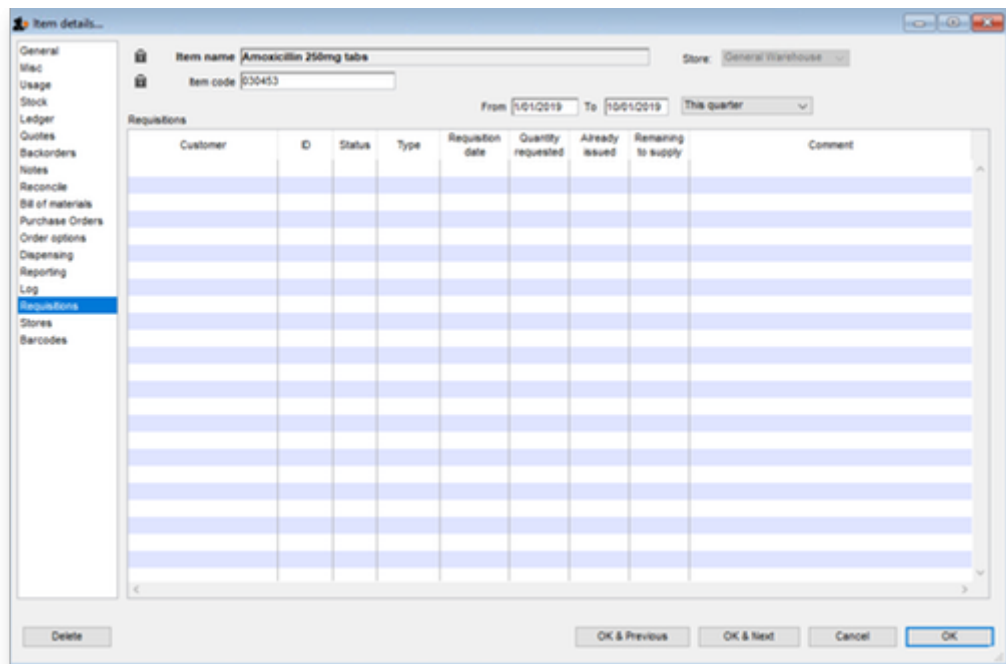 Item details...
General
Misc
Usage
Stock
Ledger
Quotes
Backorders
Notes
Reconcile
Bill of materials
Purchase Orders
Order options
Dispensing
Reporting
Log
Requisitions
Stores
Barcodes
Item name Amoxicillin 250mg tabs
Store: General Warehouse
Item code 030453
From 1/01/2019 To 10/01/2019 This quarter
Requisitions
Customer ID Status Type Requisition date Quantity requested Already issued Remaining to supply Comment
Delete OK & Previous OK & Next Cancel OK